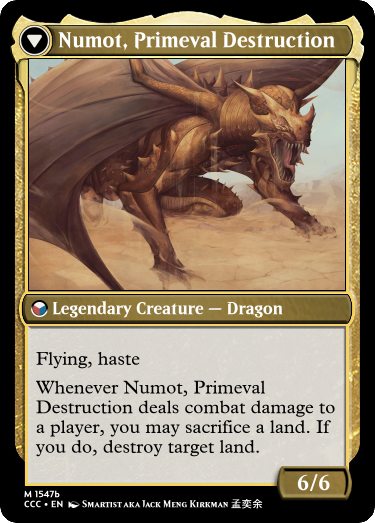 Numot, Primeval Destruction
Legendary Creature — Dragon
Flying, haste
Whenever Numot, Primeval
Destruction deals combat damage to
a player, you may sacrifice a land. If
you do, destroy target land.
6/6
M 1547b
CCC • EN SMARTIST AKA JACK MENG KIRKMAN 孟奕余